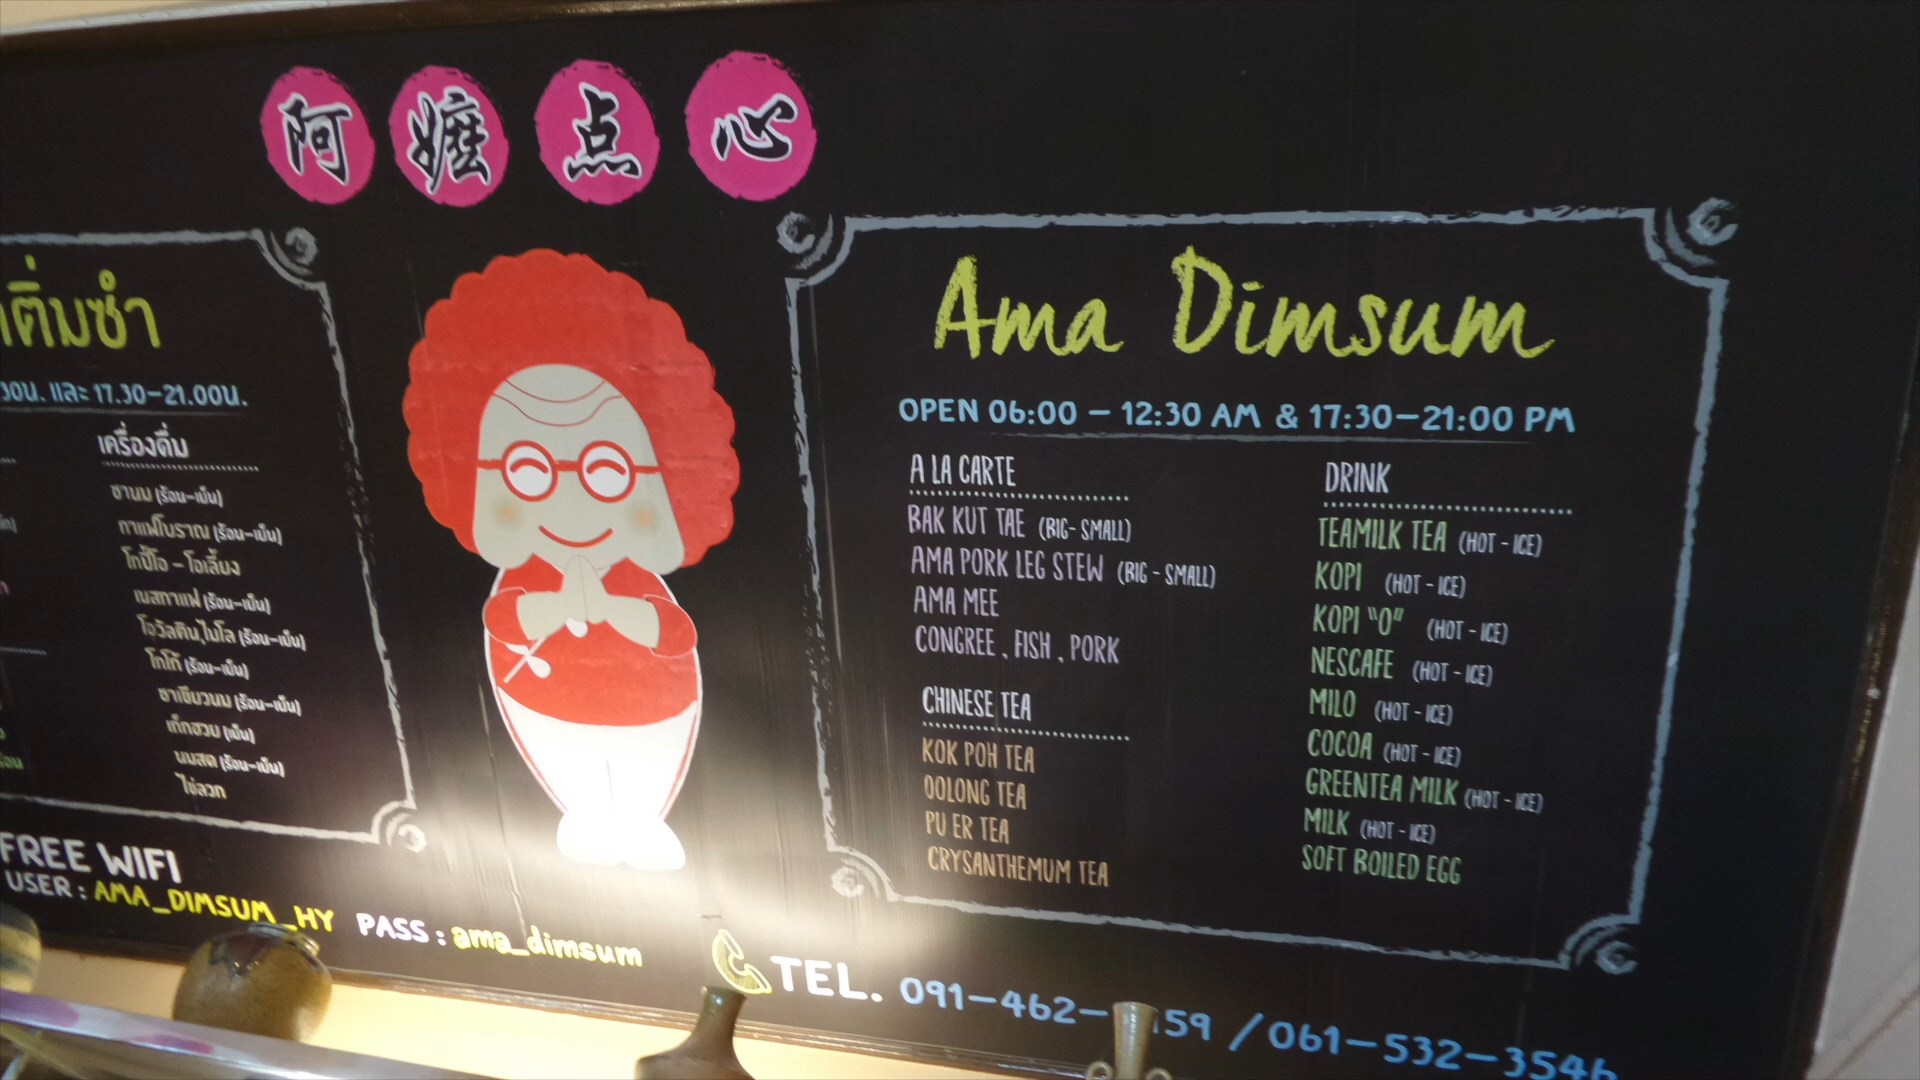 阿嬷点心
ติ่มซำ
30น. และ 17.30-21.00น.
เครื่องดื่ม
ชานม (ร้อน-เย็น)
กาแฟโบราณ (ร้อน-เย็น)
โกปี้โอ - โอเลี้ยง
เนสกาแฟ (ร้อน-เย็น)
โอวัลติน,ไมโล (ร้อน-เย็น)
โกโก้ (ร้อน-เย็น)
ชาเขียวนม (ร้อน-เย็น)
เก็กฮวย (เย็น)
นมสด (ร้อน-เย็น)
ไข่ลวก
FREE WIFI
USER : AMA_DIMSUM_HY PASS : ama_dimsum
Ama Dimsum
OPEN 06:00 - 12:30 AM & 17:30-21:00 PM
A LA CARTE
BAK KUT TAE (BIG-SMALL)
AMA PORK LEG STEW (BIG-SMALL)
AMA MEE
CONGREE , FISH , PORK
CHINESE TEA
KOK POH TEA
OOLONG TEA
PU ER TEA
CRYSANTHEMUM TEA
DRINK
TEAMILK TEA (HOT - ICE)
KOPI (HOT - ICE)
KOPI "O" (HOT - ICE)
NESCAFE (HOT - ICE)
MILO (HOT - ICE)
COCOA (HOT - ICE)
GREENTEA MILK (HOT - ICE)
MILK (HOT - ICE)
SOFT BOILED EGG
TEL. 091-462- 159 / 061-532-3546